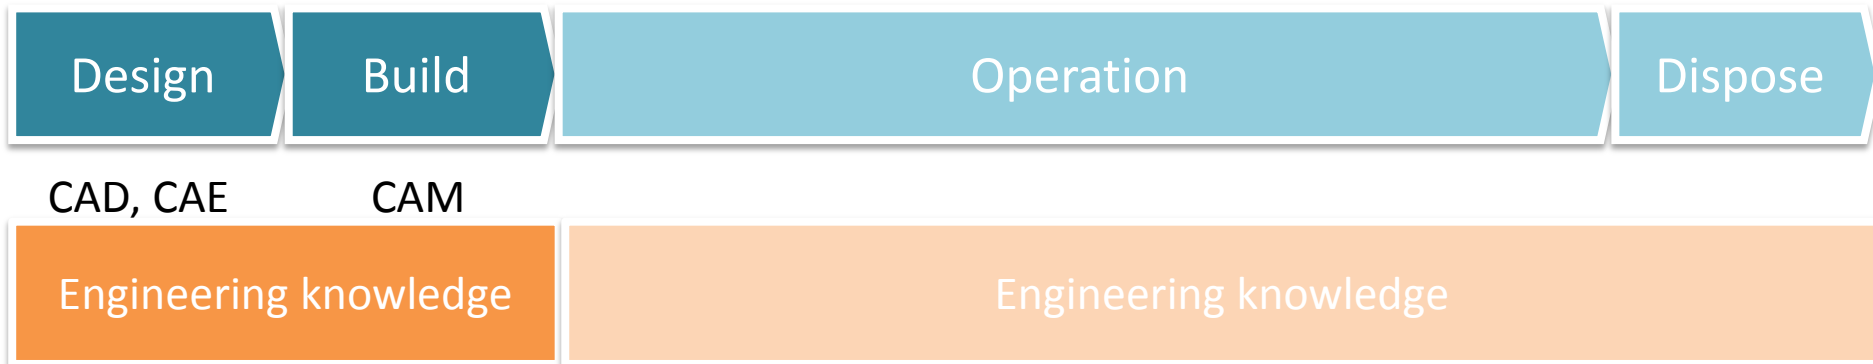 Design
Build
Operation
Dispose
CAD, CAE
CAM
Engineering knowledge
Engineering knowledge